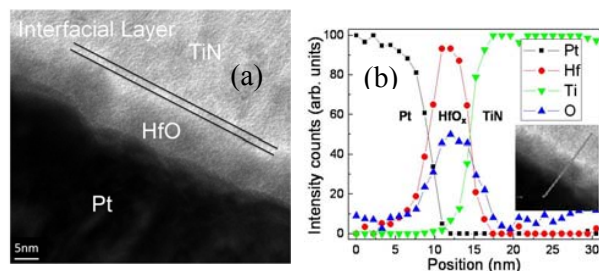 Interfacial Layer
TiN
(a)
HfO
Pt
5nm
(b)
Pt
Hf
Ti
O
Pt
HfOx
TiN
Intensity counts (arb. units)
100
80
60
40
20
0
0
5
10
15
20
25
30
Position (nm)